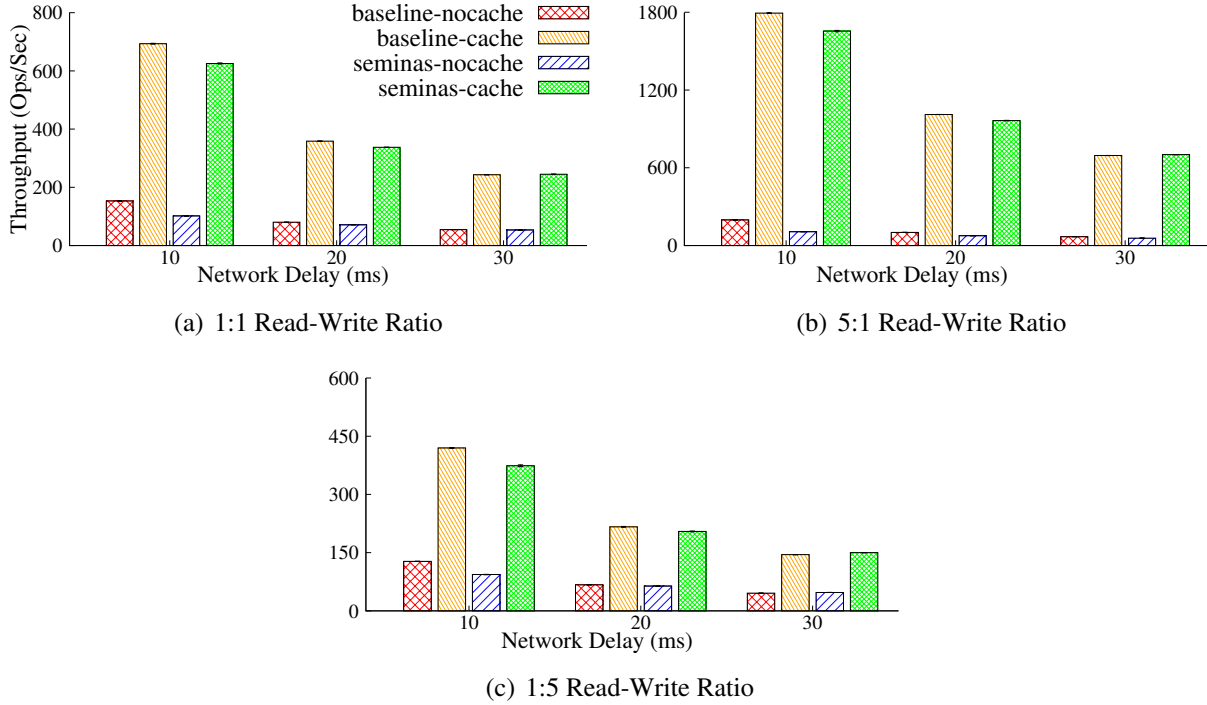 Throughput (Ops/Sec)
800
600
400
200
0
baseline-nocache
baseline-cache
seminas-nocache
seminas-cache
10 20 30
Network Delay (ms)
(a) 1:1 Read-Write Ratio
1800
1200
600
0
10 20 30
Network Delay (ms)
(b) 5:1 Read-Write Ratio
600
450
300
150
0
10 20 30
Network Delay (ms)
(c) 1:5 Read-Write Ratio